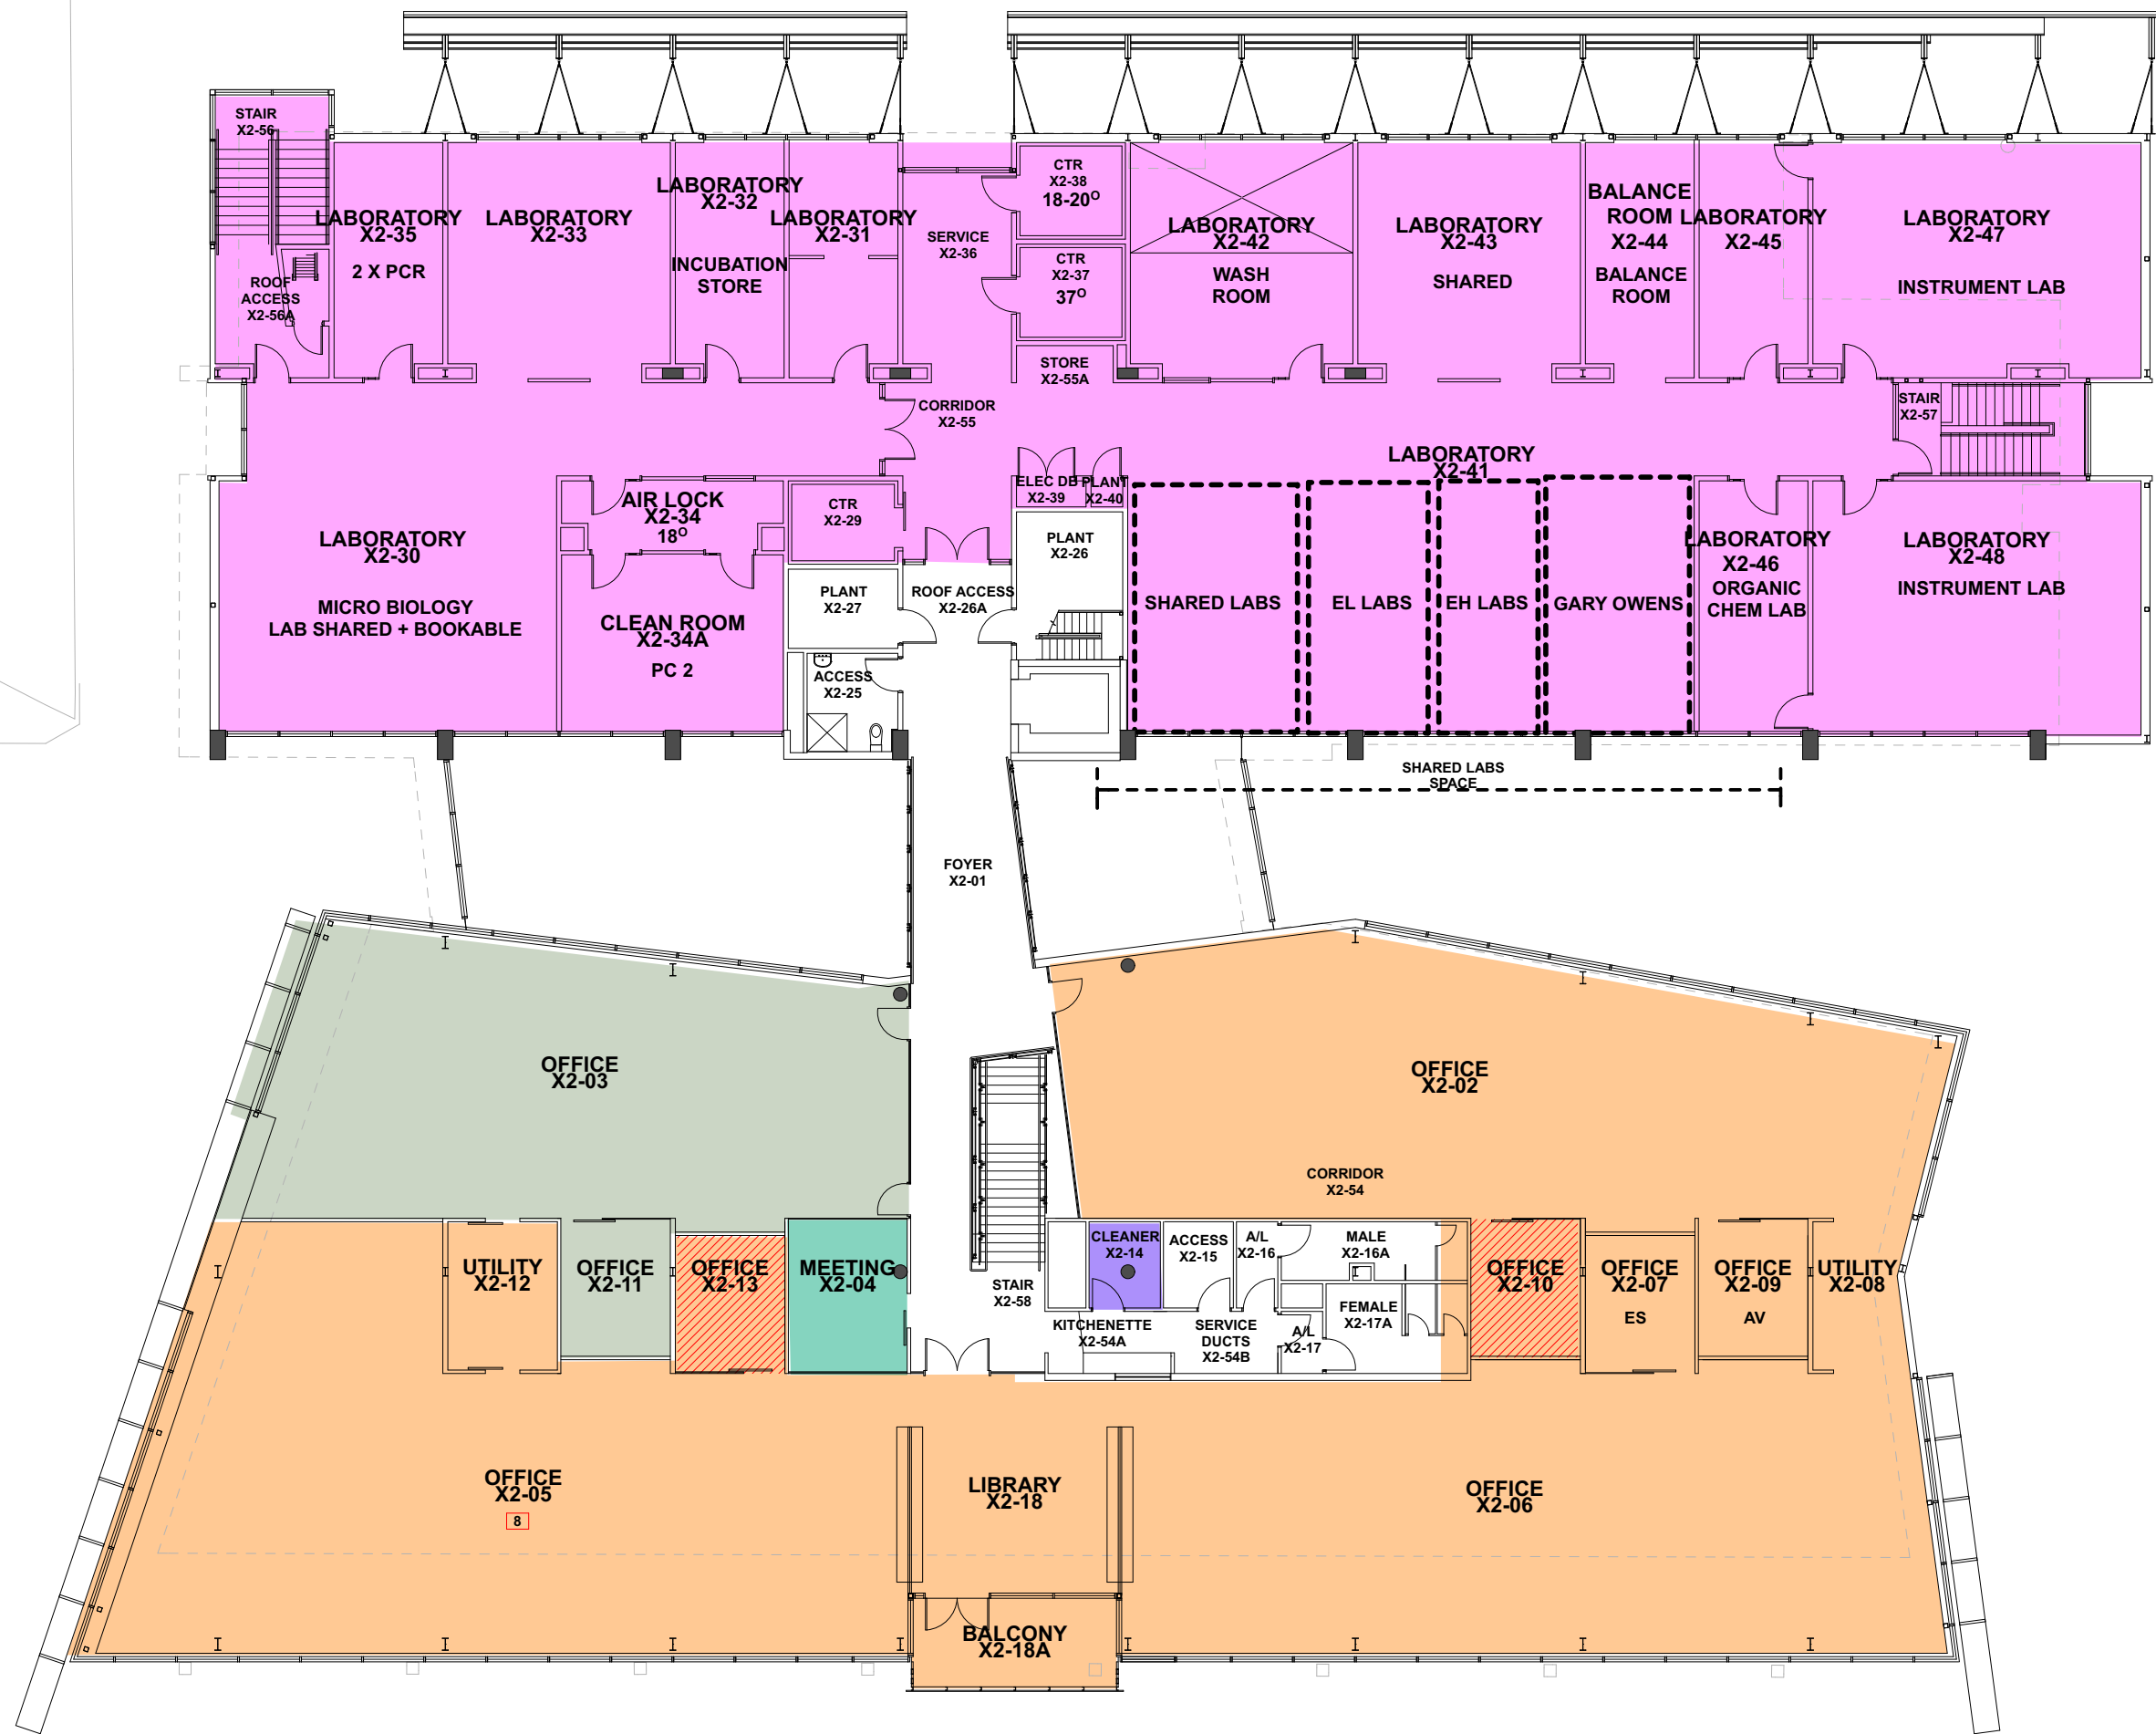 STAIR
X2-56
ROOF
ACCESS
X2-56A
LABORATORY
X2-35
2 X PCR
LABORATORY
X2-33
LABORATORY
X2-32
INCUBATION
STORE
LABORATORY
X2-31
SERVICE
X2-36
CTR
X2-38
18-20O
CTR
X2-37
37O
STORE
X2-55A
LABORATORY
X2-42
WASH
ROOM
LABORATORY
X2-43
SHARED
BALANCE
ROOM
X2-44
BALANCE
ROOM
LABORATORY
X2-45
LABORATORY
X2-47
INSTRUMENT LAB
CORRIDOR
X2-55
STAIR
X2-57
LABORATORY
X2-41
LABORATORY
X2-30
MICRO BIOLOGY
LAB SHARED + BOOKABLE
AIR LOCK
X2-34
18O
CLEAN ROOM
X2-34A
PC 2
CTR
X2-29
PLANT
X2-27
ACCESS
X2-25
ROOF ACCESS
X2-26A
ELEC DB
X2-39
PLANT
X2-40
PLANT
X2-26
SHARED LABS
EL LABS
EH LABS
GARY OWENS
LABORATORY
X2-46
ORGANIC
CHEM LAB
LABORATORY
X2-48
INSTRUMENT LAB
SHARED LABS
SPACE
FOYER
X2-01
OFFICE
X2-03
OFFICE
X2-02
CORRIDOR
X2-54
UTILITY
X2-12
OFFICE
X2-11
OFFICE
X2-13
MEETING
X2-04
STAIR
X2-58
CLEANER
X2-14
ACCESS
X2-15
A/L
X2-16
MALE
X2-16A
KITCHENETTE
X2-54A
SERVICE
DUCTS
X2-54B
A/L
X2-17
FEMALE
X2-17A
OFFICE
X2-10
OFFICE
X2-07
ES
OFFICE
X2-09
AV
UTILITY
X2-08
OFFICE
X2-05
8
LIBRARY
X2-18
OFFICE
X2-06
BALCONY
X2-18A